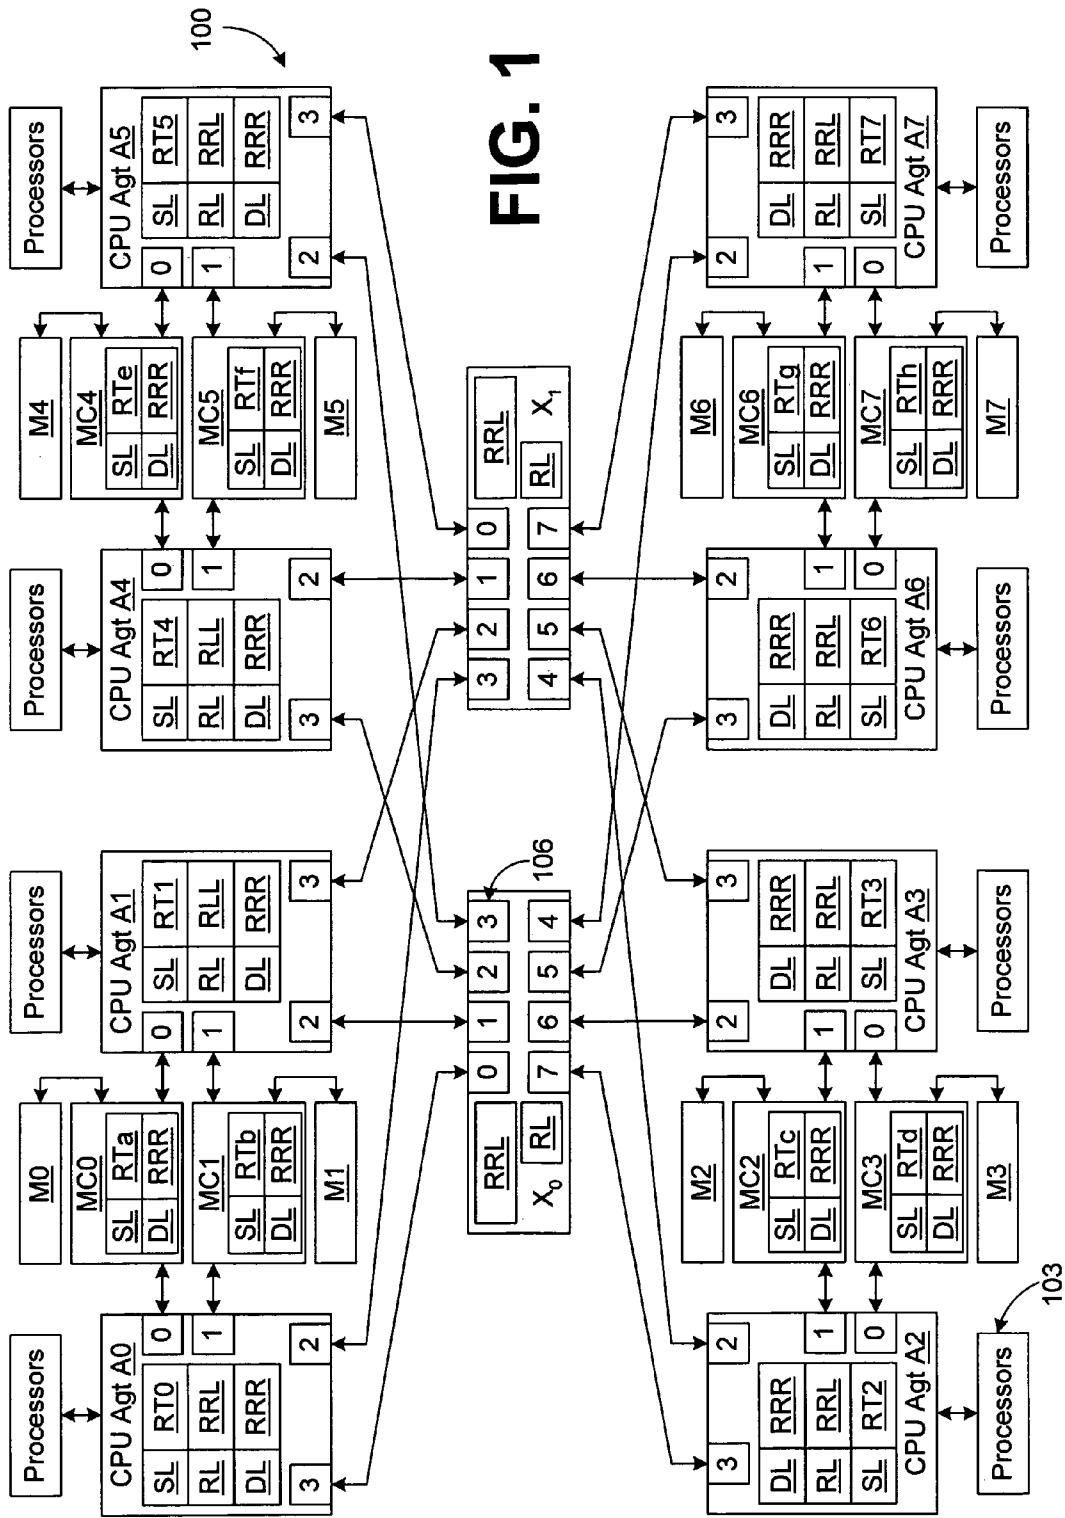 100
Processors
CPU Agt A0
SL RT0
RL RRL
DL RRR
0
1
3
2
M0
MC0
SL RTa
DL RRR
MC1
SL RTb
DL RRR
M1
Processors
CPU Agt A1
0
1
SL RT1
RL RLL
DL RRR
2
3
Processors
CPU Agt A4
SL RT4
RL RLL
DL RRR
0
1
3
2
M4
MC4
SL RTe
DL RRR
MC5
SL RTf
DL RRR
M5
Processors
CPU Agt A5
0
1
SL RT5
RL RRL
DL RRR
2
3
RRL
0 1 2 3
106
X0
RL
7 6 5 4
3 2 1 0
RRL
4 5 6 7
RL
X1
FIG. 1
3
2
DL RRR
RL RRL
SL RT2
1
0
CPU Agt A2
Processors
103
M2
MC2
SL RTc
DL RRR
MC3
SL RTd
DL RRR
M3
2
3
1
0
DL RRR
RL RRL
SL RT3
CPU Agt A3
Processors
3
2
DL RRR
RL RRL
SL RT6
1
0
CPU Agt A6
Processors
M6
MC6
SL RTg
DL RRR
MC7
SL RTh
DL RRR
M7
2
3
1
0
DL RRR
RL RRL
SL RT7
CPU Agt A7
Processors